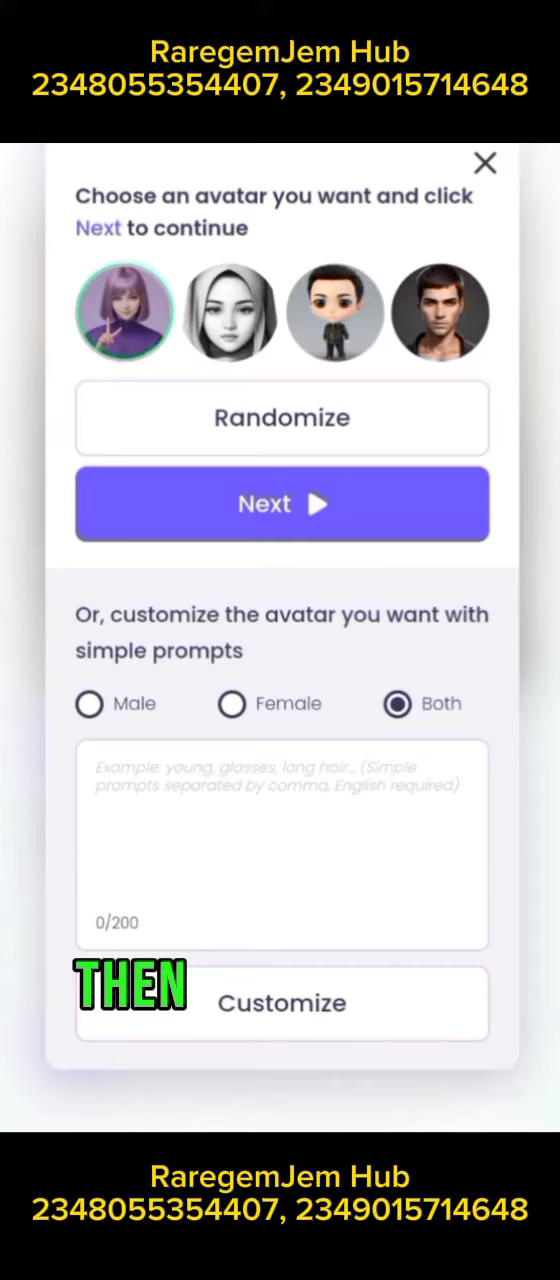 RaregemJem Hub
2348055354407, 2349015714648
Choose an avatar you want and click
Next to continue
Randomize
Next
Or, customize the avatar you want with
simple prompts
Male Female Both
Example: young, glasses, long hair... (Simple
prompts separated by comma, English required)
0/200
THEN
Customize
RaregemJem Hub
2348055354407, 2349015714648